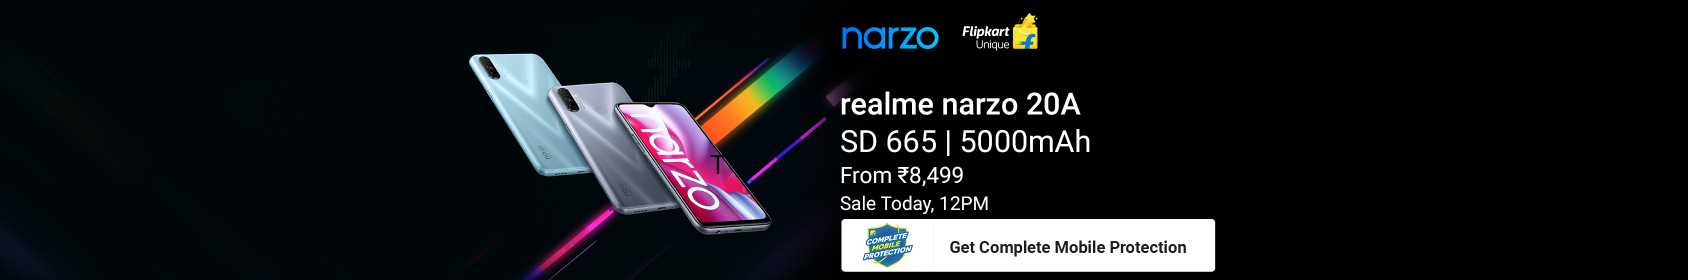 narzo
Flipkart
Unique
realme narzo 20A
SD 665 | 5000mAh
From ₹8,499
Sale Today, 12PM
COMPLETE
MOBILE
PROTECTION
Get Complete Mobile Protection
narzo
T